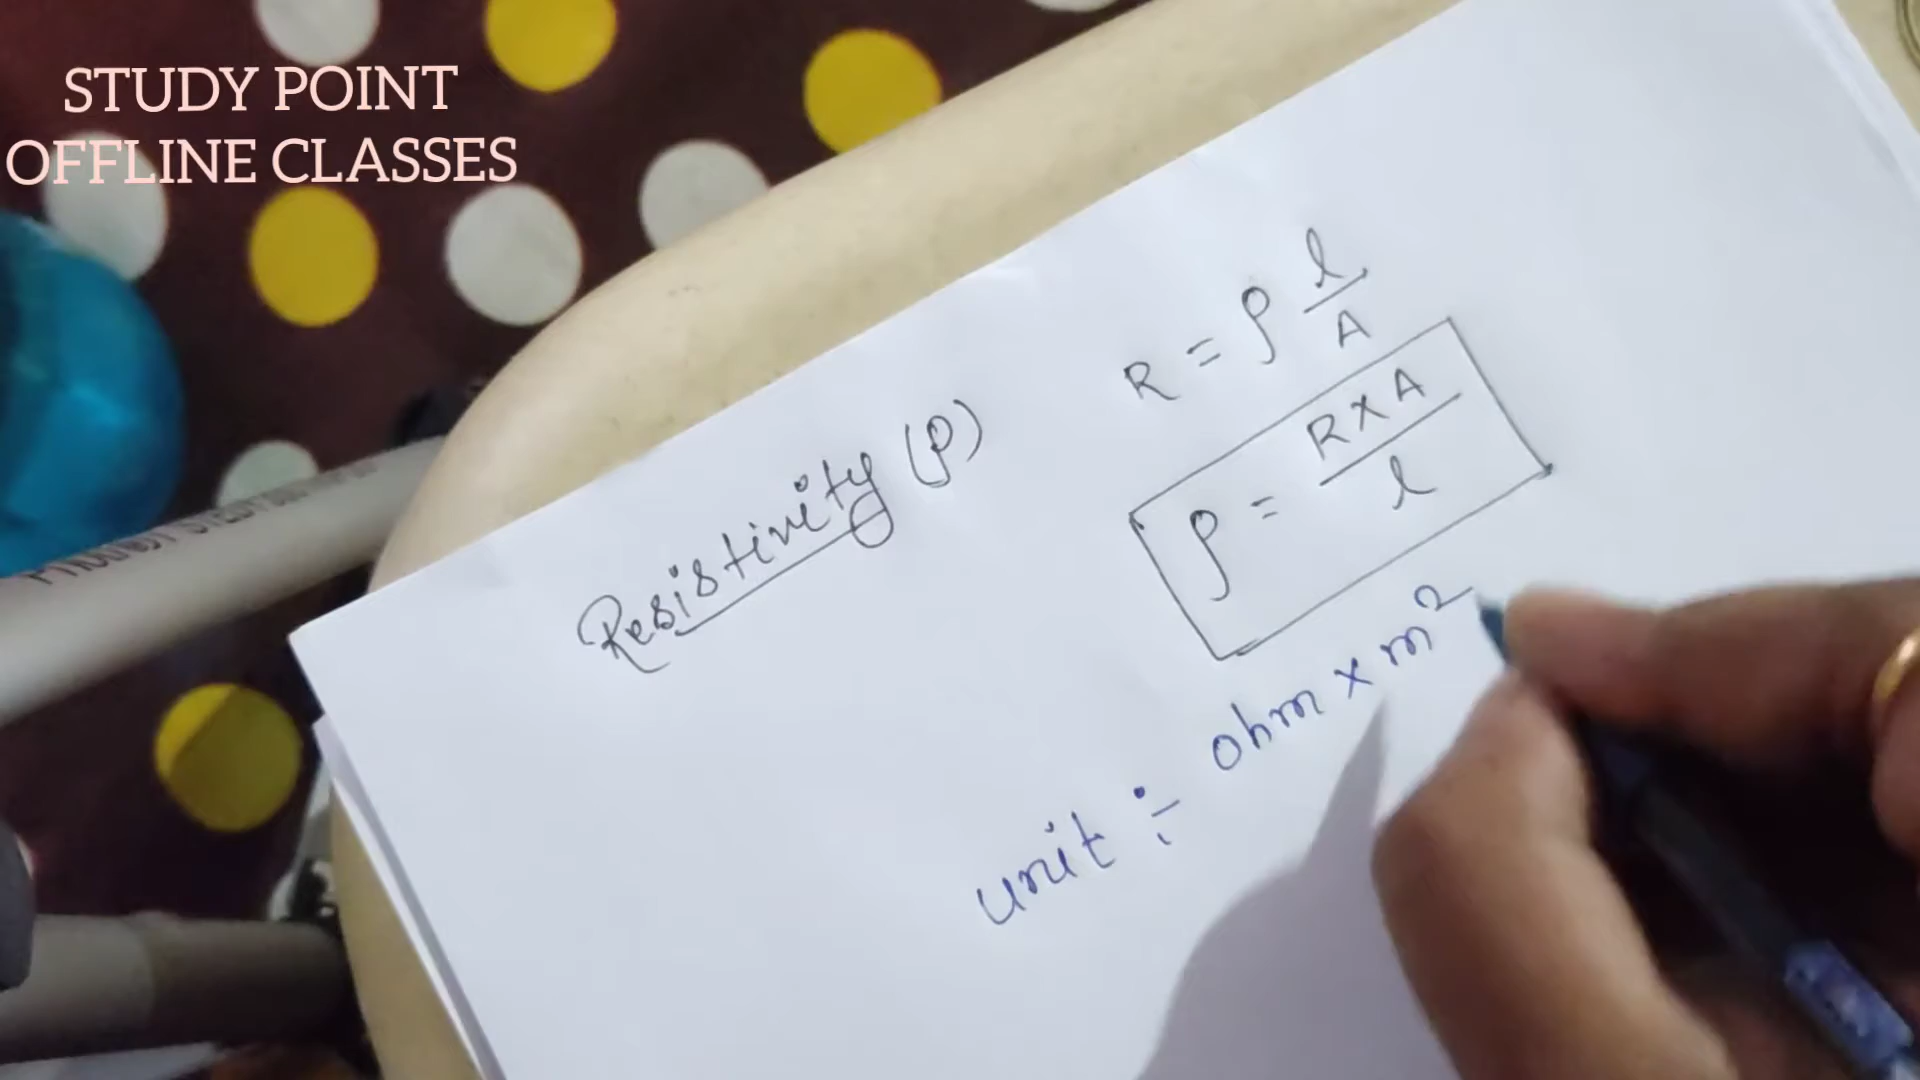 STUDY POINT
OFFLINE CLASSES
Resistivity (ρ)
R = ρ l/A
ρ = R × A / l
unit :- ohm × m²